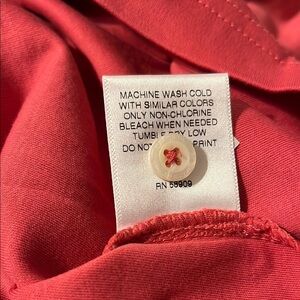 MACHINE WASH COLD
WITH SIMILAR COLORS
ONLY NON-CHLORINE
BLEACH WHEN NEEDED
TUMBLE DRY LOW
DO NOT PRINT
RN 58909